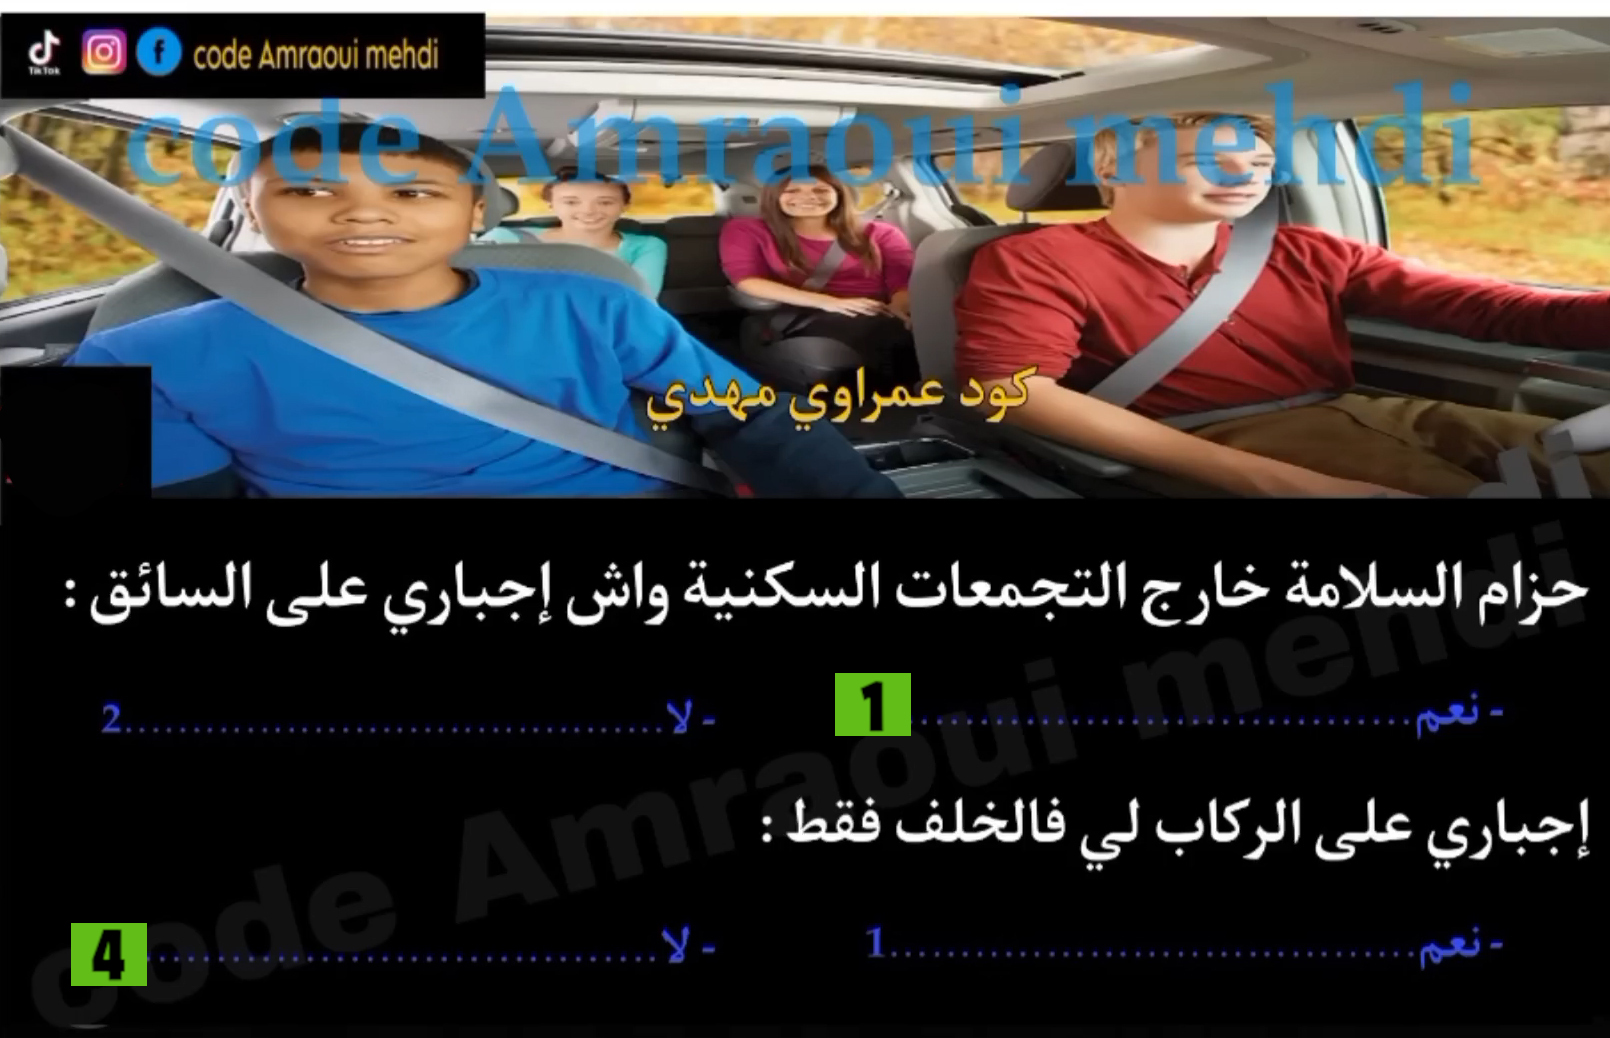 TikTok
code Amraoui mehdi
code Amraoui mehdi
كود عمراوي مهدي
حزام السلامة خارج التجمعات السكنية واش إجباري على السائق :
- نعم........................................1
- لا........................................2
إجباري على الركاب لي فالخلف فقط :
- نعم........................................1
- لا........................................4
code Amraoui mehdi